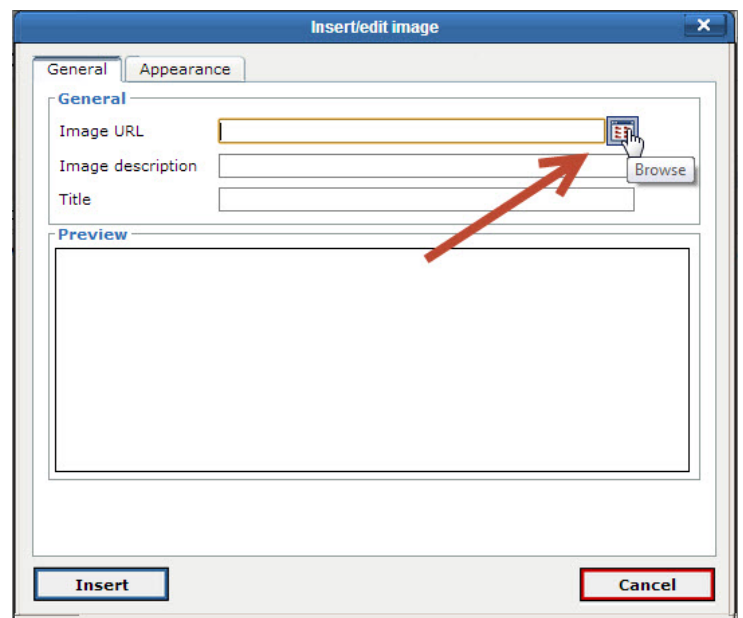 Insert/edit image
General Appearance
General
Image URL
Browse
Image description
Title
Preview
Insert Cancel